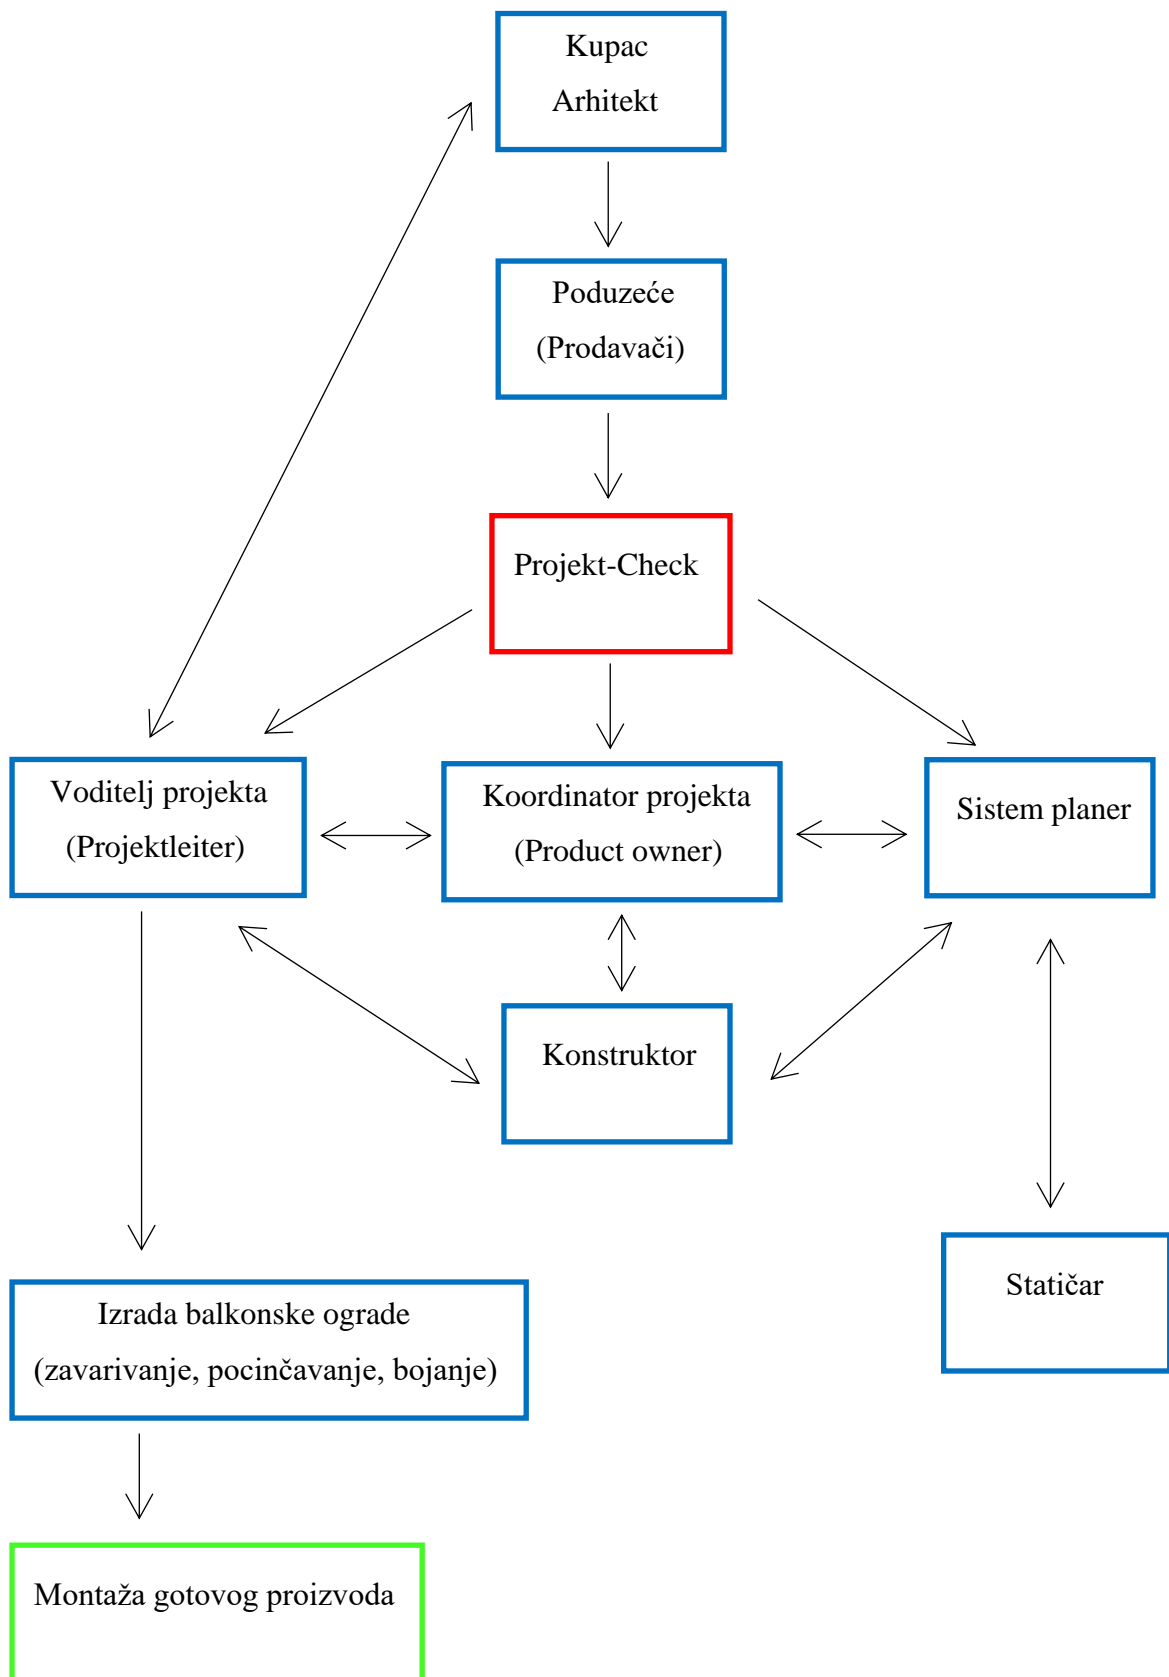 Kupac
Arhitekt
Poduzeće
(Prodavači)
Projekt-Check
Voditelj projekta
(Projektleiter)
Koordinator projekta
(Product owner)
Sistem planer
Konstruktor
Statičar
Izrada balkonske ograde
(zavarivanje, pocinčavanje, bojanje)
Montaža gotovog proizvoda